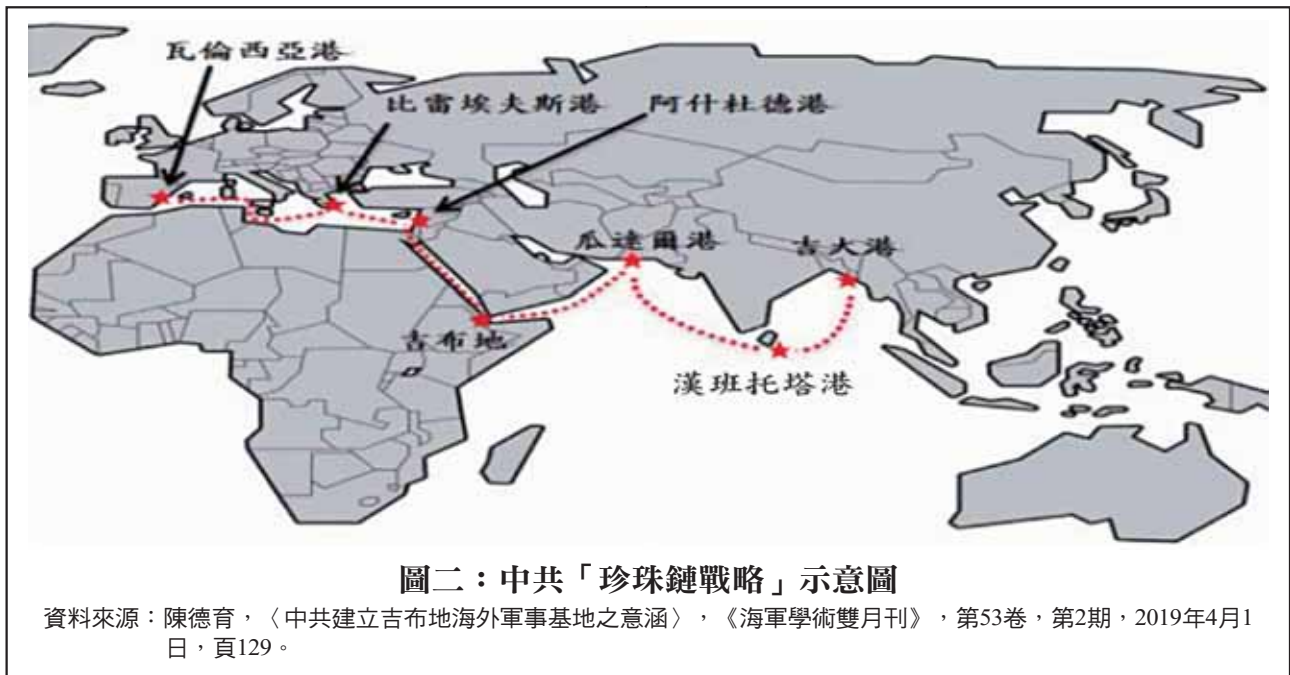 瓦倫西亞港
比雷埃夫斯港
阿什杜德港
瓜達爾港
吉大港
吉布地
漢班托塔港
圖二：中共「珍珠鏈戰略」示意圖
資料來源：陳德育，〈中共建立吉布地海外軍事基地之意涵〉，《海軍學術雙月刊》，第53卷，第2期，2019年4月1
日，頁129。